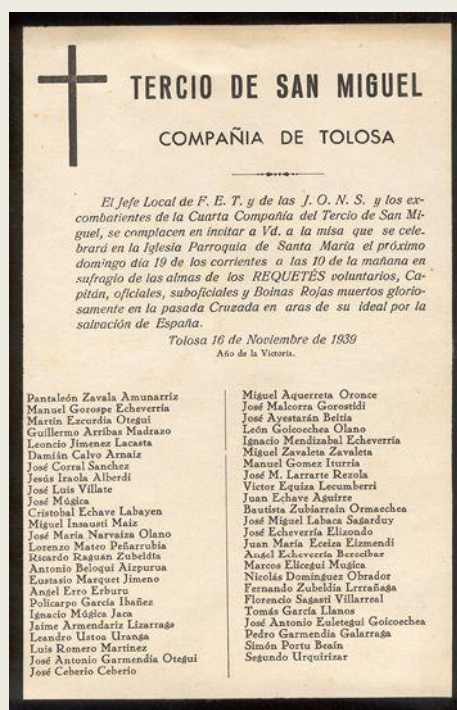 TERCIO DE SAN MIGUEL
COMPAÑIA DE TOLOSA
El Jefe Local de F. E. T. y de las J. O. N. S. y los ex-
combatientes de la Cuarta Compañía del Tercio de San Mi-
guel, se complacen en invitar a Vd. a la misa que se cele-
brará en la Iglesia Parroquia de Santa María el próximo
domingo día 19 de los corrientes a las 10 de la mañana en
sufragio de las almas de los REQUETÉS voluntarios, Ca-
pitán, oficiales, suboficiales y Boinas Rojas muertos glorio-
samente en la pasada Cruzada en aras de su ideal por la
salvación de España.
Tolosa 16 de Noviembre de 1939
Año de la Victoria.
Pantaleón Zavala Amunarriz
Manuel Gorospe Echeverría
Martín Ezcurdia Otegui
Guillermo Arribas Madrazo
Leoncio Jimenez Lacasta
Damián Calvo Arnaiz
José Corral Sanchez
Jesús Iraola Alberdi
José Luis Villate
José Múgica
Cristobal Echave Labayen
Miguel Insausti Maiz
José María Narvaiza Olano
Lorenzo Mateo Peñarrubia
Ricardo Raguán Zubeldia
Antonio Beloqui Aizpurua
Eustasio Marquet Jimeno
Angel Erro Erburu
Policarpo García Ibañez
Ignacio Múgica Jaca
Jaime Armendariz Lizarraga
Leandro Ustoa Uranga
Luis Romero Martinez
José Antonio Garmendia Otegui
José Ceberio Ceberio
Miguel Aquerreta Oronce
José Malcorra Gorostidi
José Ayestarán Beitia
León Goicoechea Olano
Ignacio Mendizabal Echeverría
Miguel Zavaleta Zavaleta
Manuel Gomez Iturria
José M. Larrarte Rezola
Victor Equiza Lecumberri
Juan Echave Aguirre
Bautista Zubiarrain Ormaechea
José Miguel Labaca Sagarduy
José Echeverría Elizondo
Juan María Eceiza Eizmendi
Angel Echeverría Berecibar
Marcos Elicegui Mugica
Nicolás Dominguez Obrador
Fernando Zubeldia Lrrrañaga
Florencio Sagasti Villarreal
Tomás García Llanos
José Antonio Euletegui Goicoechea
Pedro Garmendia Galarraga
Simón Portu Beain
Segundo Urquirizar